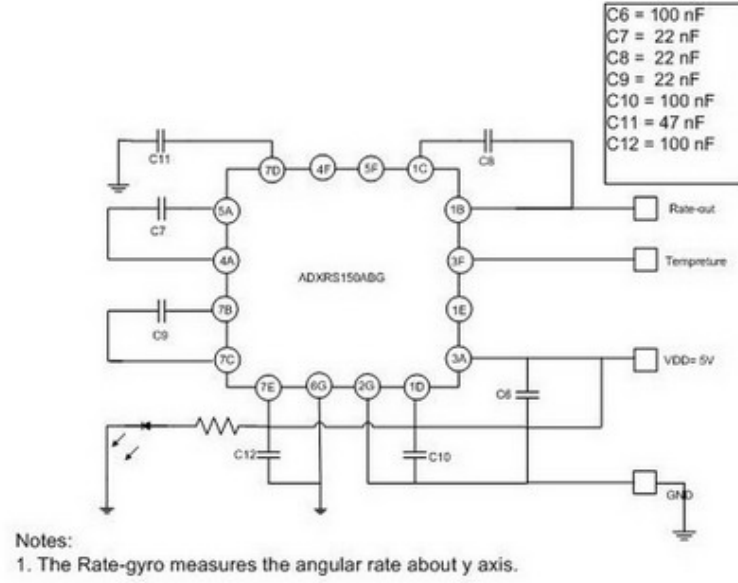 C6 = 100 nF
C7 = 22 nF
C8 = 22 nF
C9 = 22 nF
C10 = 100 nF
C11 = 47 nF
C12 = 100 nF
C11
C8
7D
4F
5F
1C
5A
1B
Rate-out
C7
4A
3F
Tempreture
ADXRS150ABG
7B
1E
C9
7C
3A
VDD= 5V
7E
6G
2G
1D
C6
C12
C10
GND
Notes:
1. The Rate-gyro measures the angular rate about y axis.